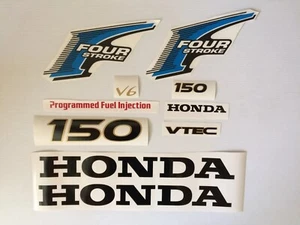 FOUR
STROKE
FOUR
STROKE
V6
150
Programmed Fuel Injection
HONDA
150
VTEC
HONDA
HONDA